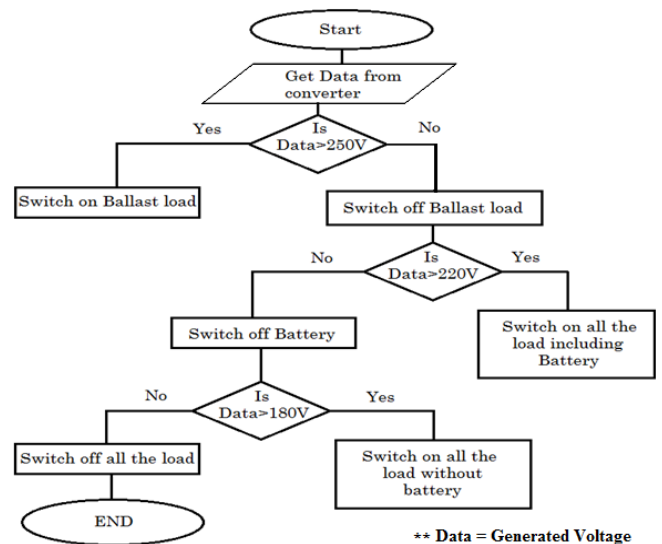 Start
Get Data from
converter
Yes
Is
Data>250V
No
Switch on Ballast load
Switch off Ballast load
No
Is
Data>220V
Yes
Switch off Battery
Switch on all the
load including
Battery
No
Is
Data>180V
Yes
Switch off all the load
Switch on all the
load without
battery
END
** Data = Generated Voltage